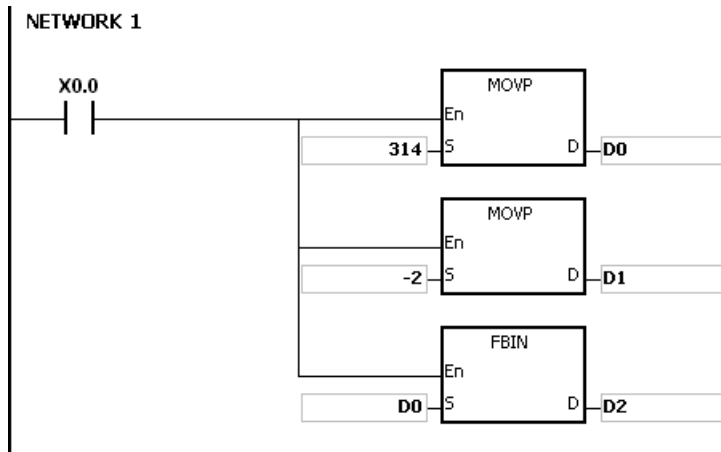 NETWORK 1
X0.0
MOVP
En
314 S D D0
MOVP
En
-2 S D D1
FBIN
En
D0 S D D2